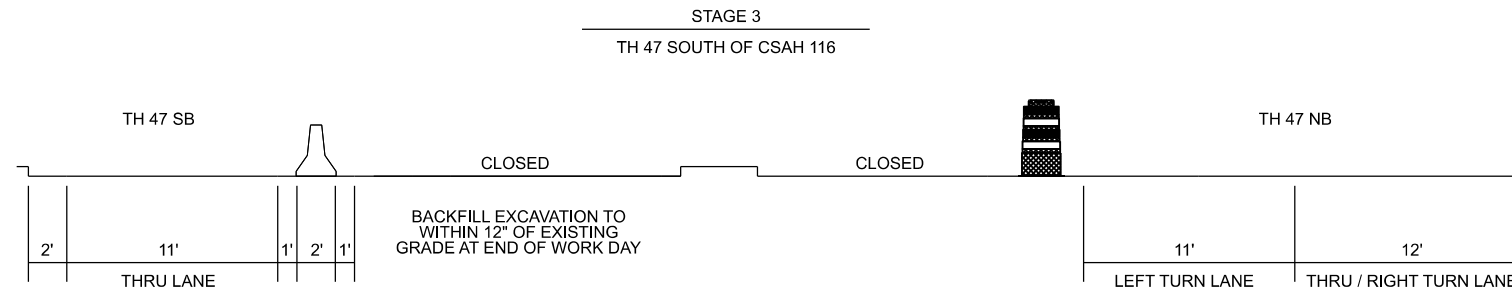 STAGE 3
TH 47 SOUTH OF CSAH 116
TH 47 SB
TH 47 NB
CLOSED
CLOSED
BACKFILL EXCAVATION TO
WITHIN 12" OF EXISTING
GRADE AT END OF WORK DAY
2' 11' 1' 2' 1'
11' 12'
THRU LANE
LEFT TURN LANE
THRU / RIGHT TURN LANE